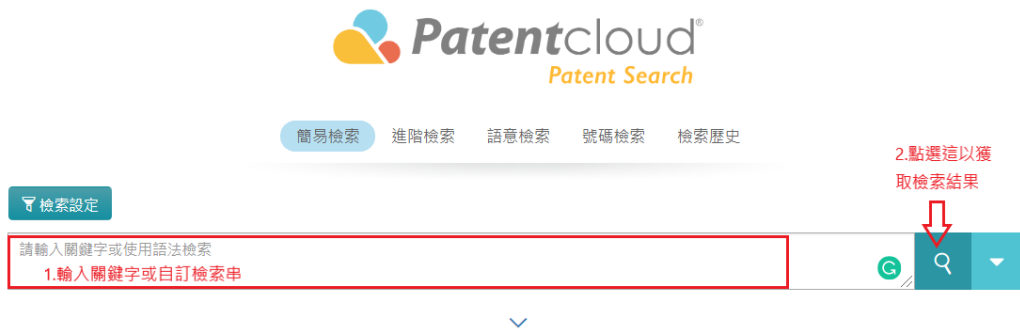 Patentcloud®
Patent Search
簡易檢索 進階檢索 語意檢索 號碼檢索 檢索歷史
2.點選這以獲
取檢索結果
檢索設定
請輸入關鍵字或使用語法檢索
1.輸入關鍵字或自訂檢索串